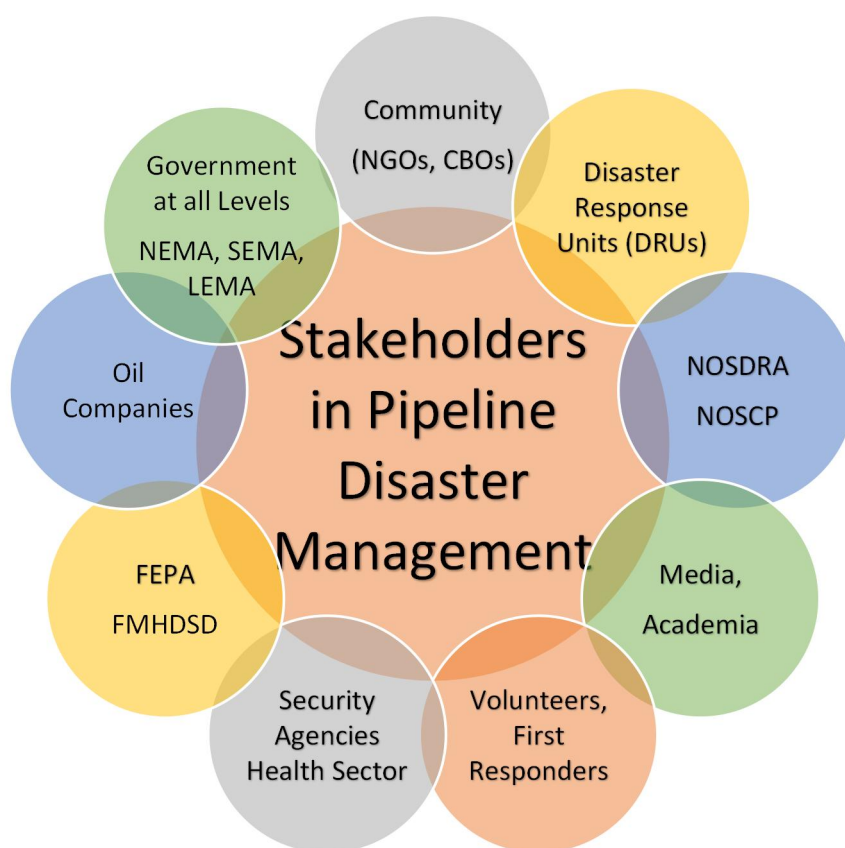 Community
(NGOs, CBOs)
Disaster
Response
Units (DRUs)
NOSDRA
NOSCP
Media,
Academia
Volunteers,
First
Responders
Security
Agencies
Health Sector
FEPA
FMHDSD
Oil
Companies
Government
at all Levels
NEMA, SEMA,
LEMA
Stakeholders
in Pipeline
Disaster
Management